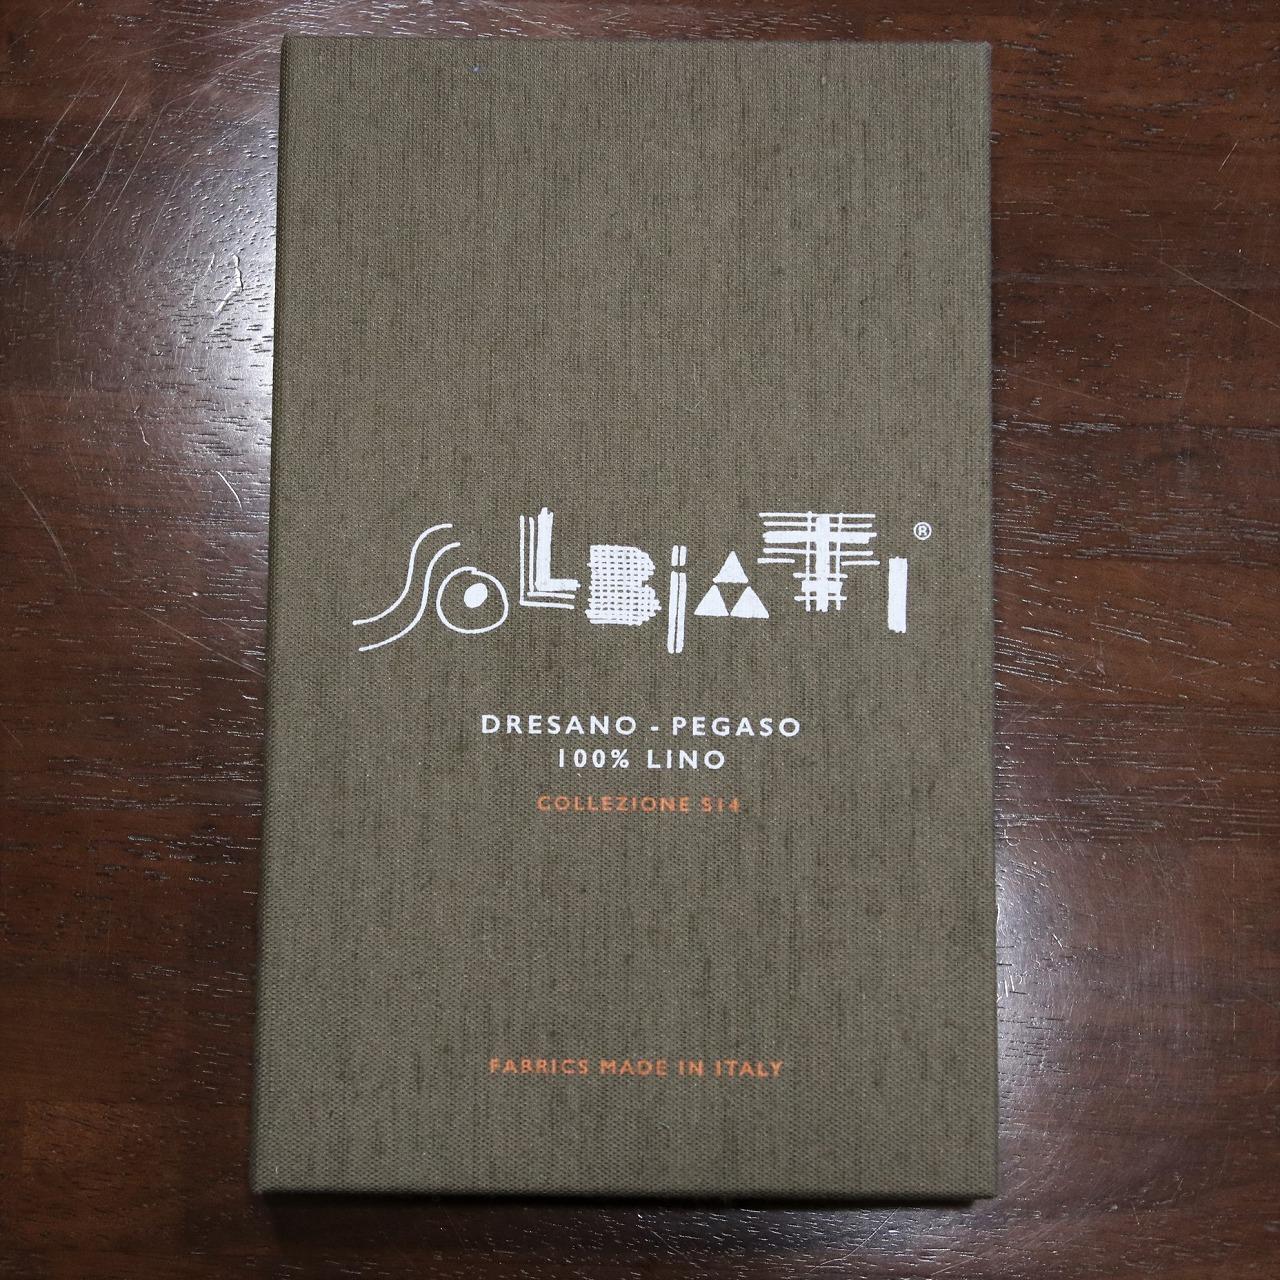 SOLBIATI®
DRESANO - PEGASO
100% LINO
COLLEZIONE S14
FABRICS MADE IN ITALY